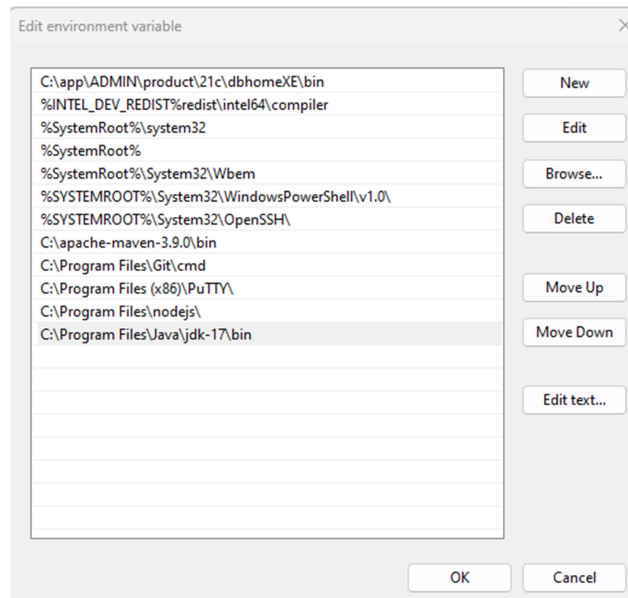 Edit environment variable
C:\app\ADMIN\product\21c\dbhomeXE\bin
%INTEL_DEV_REDIST%redist\intel64\compiler
%SystemRoot%\system32
%SystemRoot%
%SystemRoot%\System32\Wbem
%SYSTEMROOT%\System32\WindowsPowerShell\v1.0\
%SYSTEMROOT%\System32\OpenSSH\
C:\apache-maven-3.9.0\bin
C:\Program Files\Git\cmd
C:\Program Files (x86)\PuTTY\
C:\Program Files\nodejs\
C:\Program Files\Java\jdk-17\bin
New
Edit
Browse...
Delete
Move Up
Move Down
Edit text...
OK
Cancel